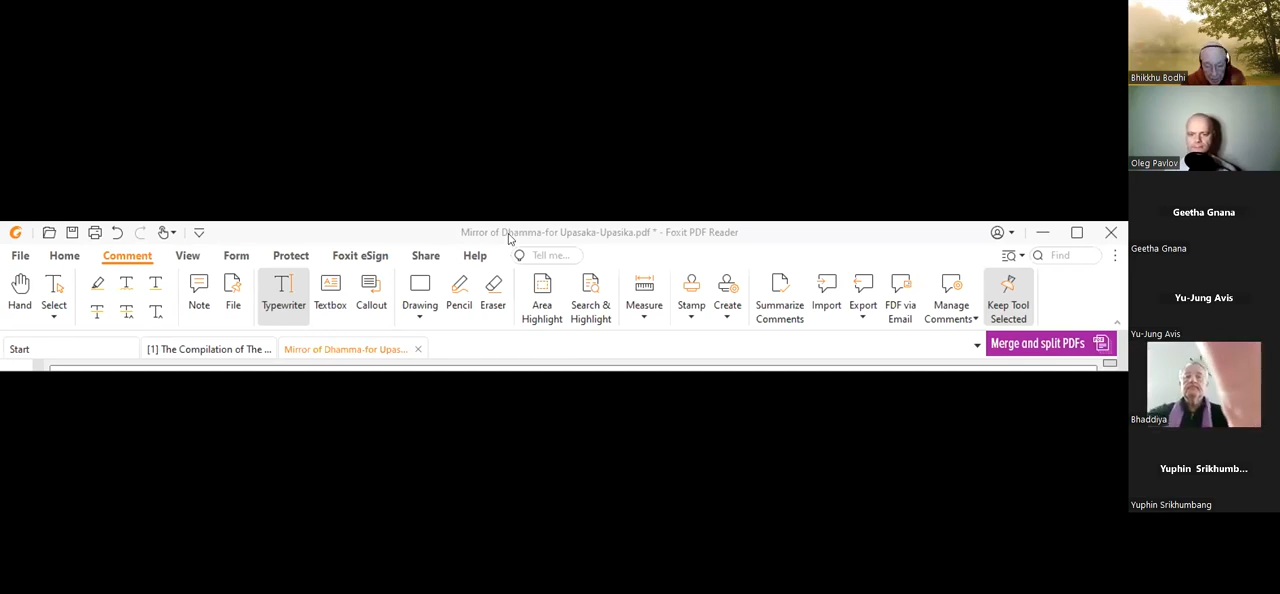 Mirror of Dhamma-for Upasaka-Upasika.pdf * - Foxit PDF Reader
File Home Comment View Form Protect Foxit eSign Share Help Tell me... Find
Hand Select Note File Typewriter Textbox Callout Drawing Pencil Eraser Area Highlight Search & Highlight Measure Stamp Create Summarize Comments Import Export FDF via Email Manage Comments Keep Tool Selected
Start [1] The Compilation of The ... Mirror of Dhamma-for Upas... Merge and split PDFs
Bhikkhu Bodhi
Oleg Pavlov
Geetha Gnana
Geetha Gnana
Yu-Jung Avis
Yu-Jung Avis
Bhaddiya
Yuphin Srikhumb...
Yuphin Srikhumbang